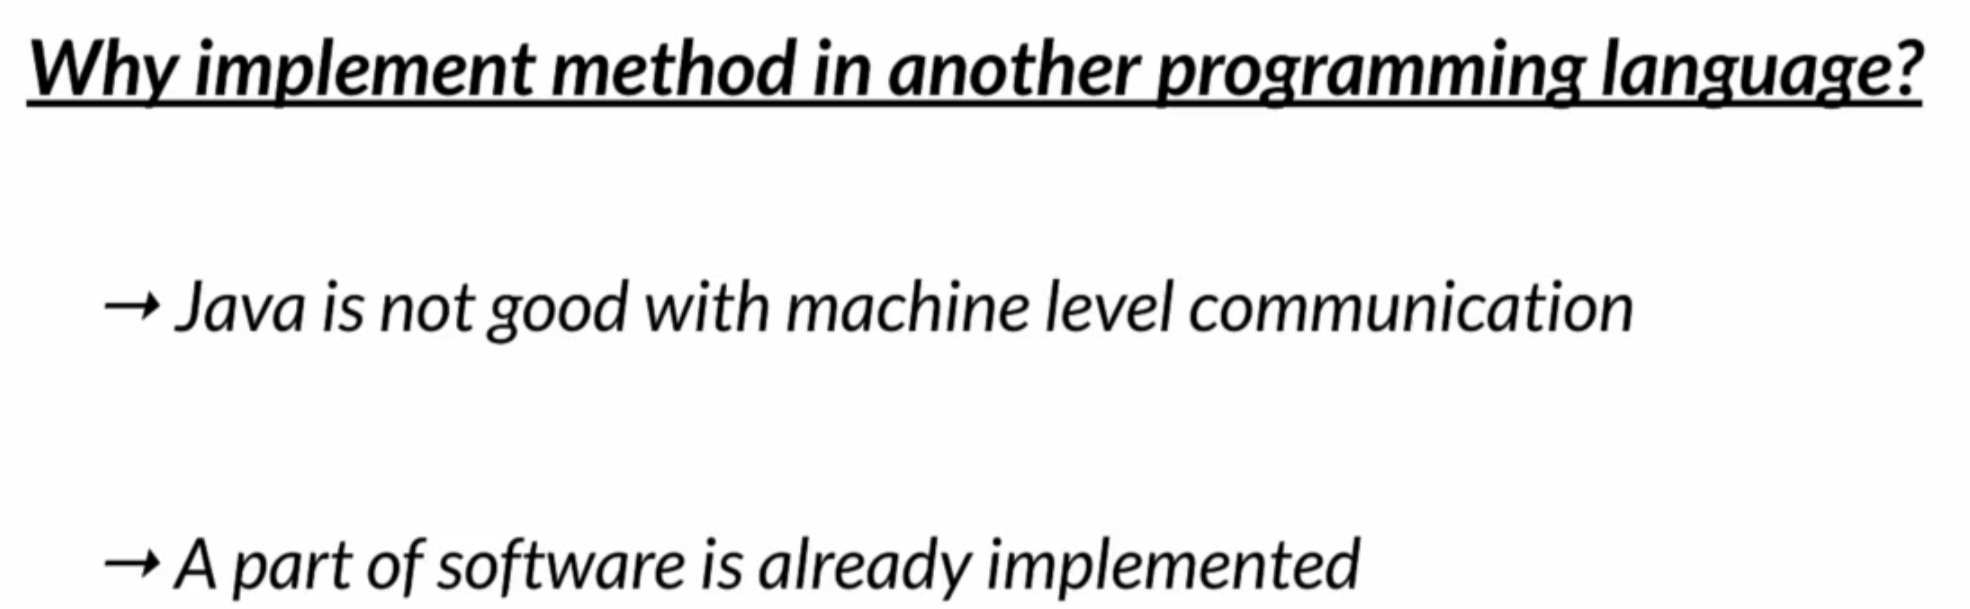 Why implement method in another programming language?
→ Java is not good with machine level communication
→ A part of software is already implemented